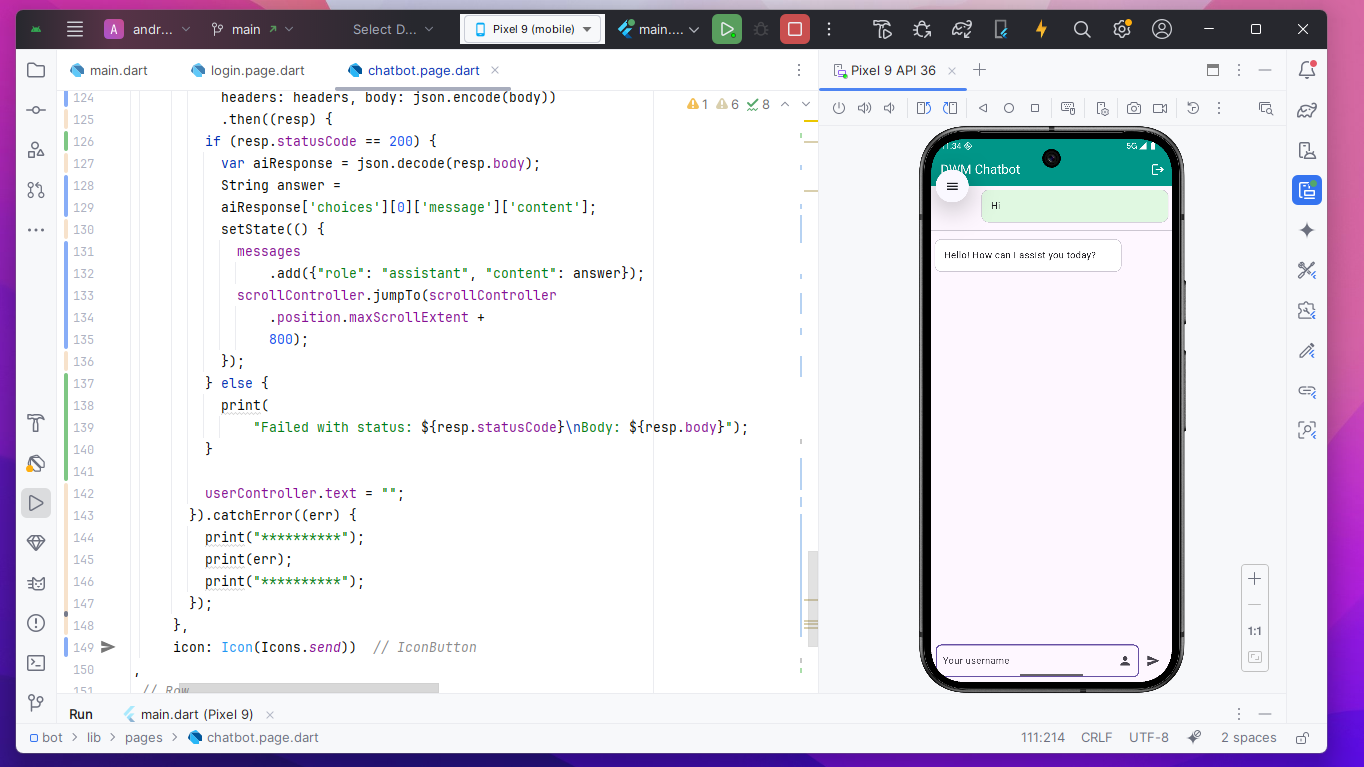 A andr... main Select D... Pixel 9 (mobile) main....
main.dart login.page.dart chatbot.page.dart
1 6 8
124 headers: headers, body: json.encode(body))
125 .then((resp) {
126 if (resp.statusCode == 200) {
127 var aiResponse = json.decode(resp.body);
128 String answer =
129 aiResponse['choices'][0]['message']['content'];
130 setState(() {
131 messages
132 .add({"role": "assistant", "content": answer});
133 scrollController.jumpTo(scrollController
134 .position.maxScrollExtent +
135 800);
136 });
137 } else {
138 print(
139 "Failed with status: ${resp.statusCode}\nBody: ${resp.body}");
140 }
141
142 userController.text = "";
143 }).catchError((err) {
144 print("**********");
145 print(err);
146 print("**********");
147 });
148 },
149 icon: Icon(Icons.send)) // IconButton
150 ,
151 // Row
Pixel 9 API 36
11:34 5G
DWM Chatbot
Hi
Hello! How can I assist you today?
Your username
1:1
Run main.dart (Pixel 9)
bot lib pages chatbot.page.dart 111:214 CRLF UTF-8 2 spaces